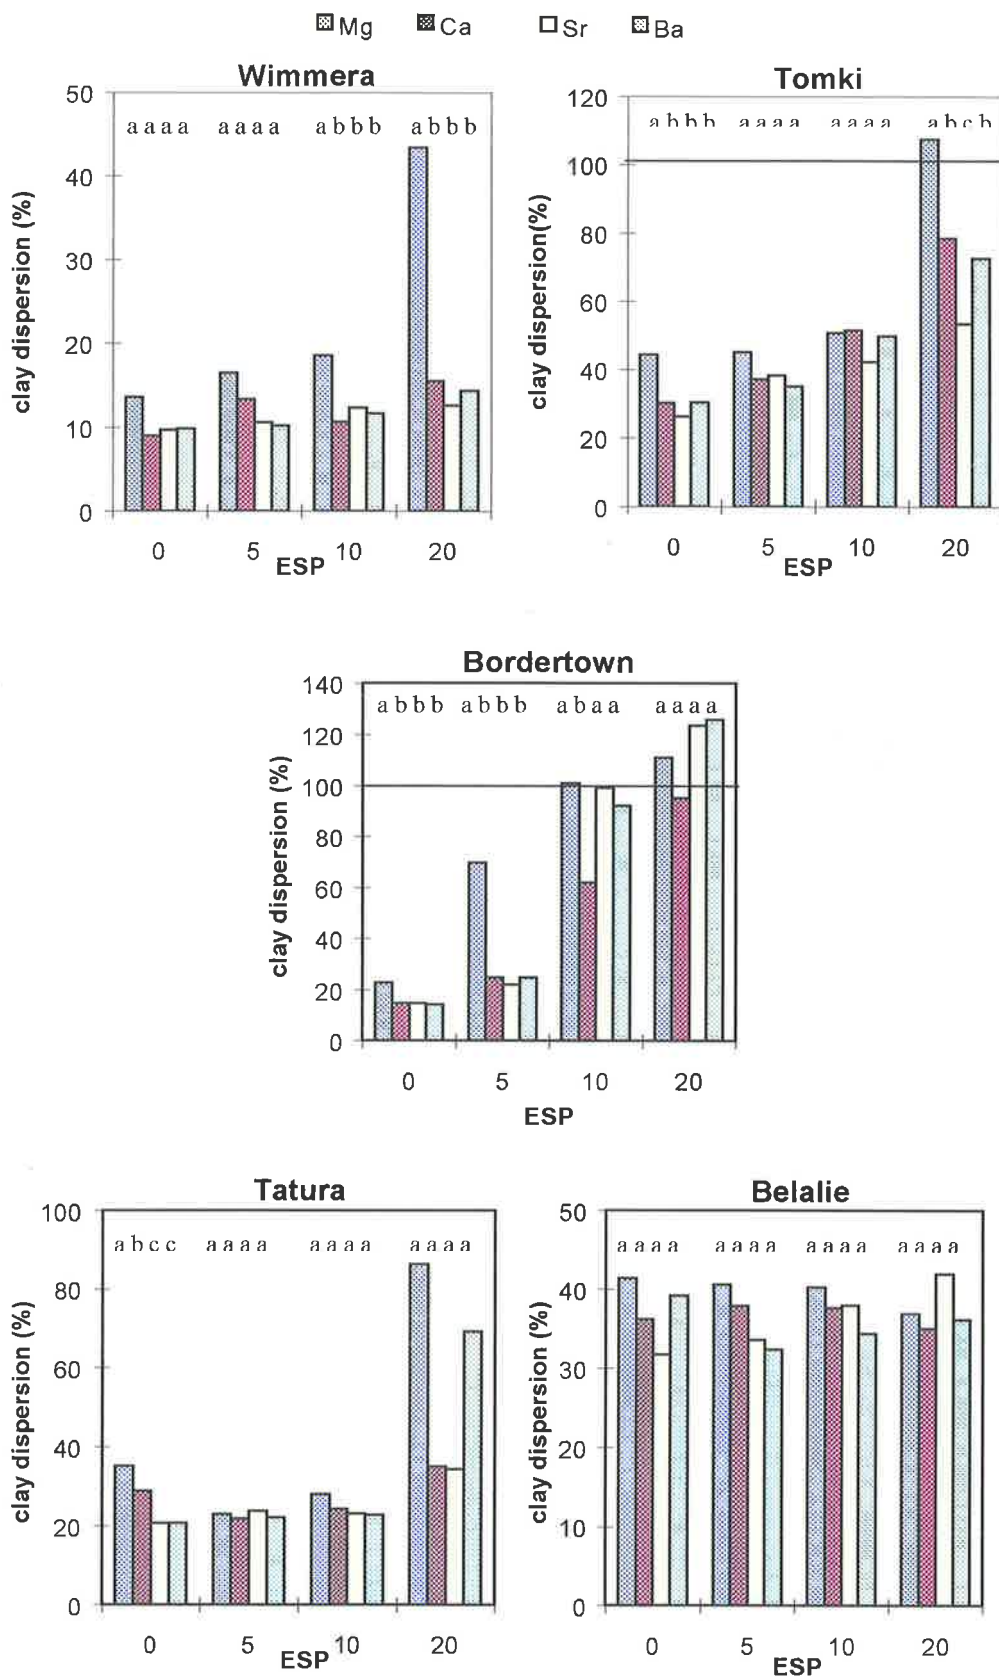 Mg Ca Sr Ba
Wimmera
50
40
30
20
10
0
clay dispersion (%)
a a a a a a a a a b b b a b b b
0 5 10 20
ESP
Tomki
120
100
80
60
40
20
0
clay dispersion(%)
a b b b a a a a a a a a a b c b
0 5 10 20
ESP
Bordertown
140
120
100
80
60
40
20
0
clay dispersion (%)
a b b b a b b b a b a a a a a a
0 5 10 20
ESP
Tatura
100
80
60
40
20
0
clay dispersion (%)
a b c c a a a a a a a a a a a a
0 5 10 20
ESP
Belalie
50
40
30
20
10
0
clay dispersion (%)
a a a a a a a a a a a a a a a a
0 5 10 20
ESP